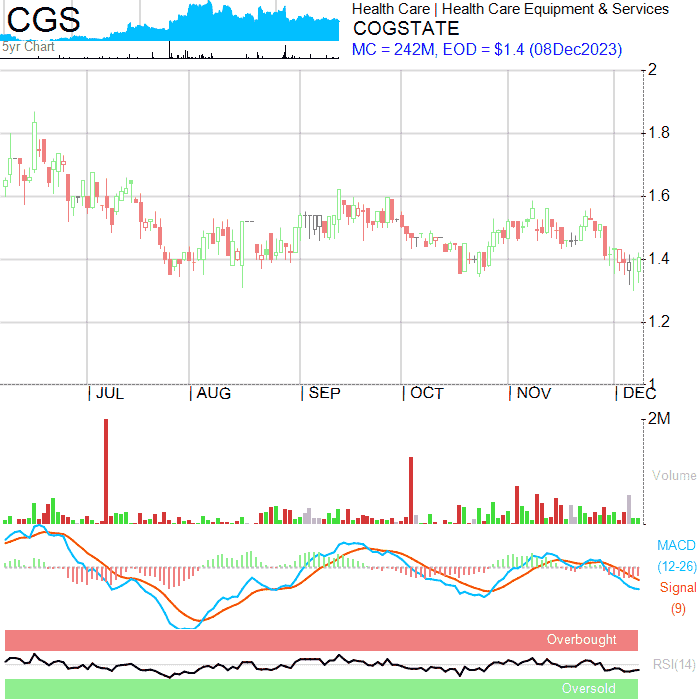 CGS
5yr Chart
Health Care | Health Care Equipment & Services
COGSTATE
MC = 242M, EOD = $1.4 (08Dec2023)
2
1.8
1.6
1.4
1.2
1
| JUL | AUG | SEP | OCT | NOV | DEC
2M
Volume
MACD
(12-26)
Signal
(9)
Overbought
RSI(14)
Oversold